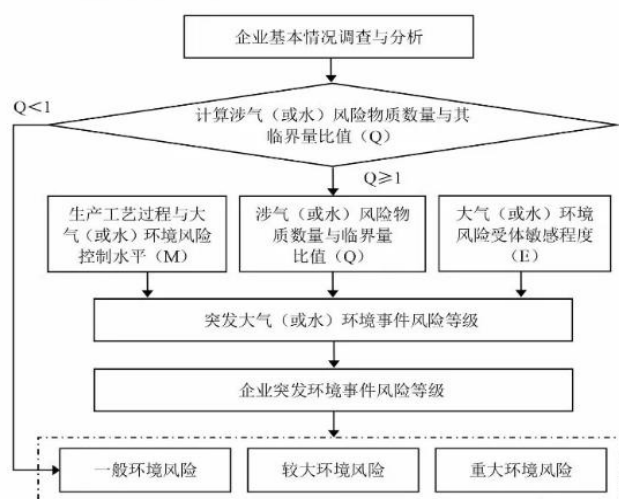 企业基本情况调查与分析
Q＜1
计算涉气（或水）风险物质数量与其
临界量比值（Q）
Q≥1
生产工艺过程与大
气（或水）环境风险
控制水平（M）
涉气（或水）风险物
质数量与临界量
比值（Q）
大气（或水）环境
风险受体敏感程度
（E）
突发大气（或水）环境事件风险等级
企业突发环境事件风险等级
一般环境风险
较大环境风险
重大环境风险